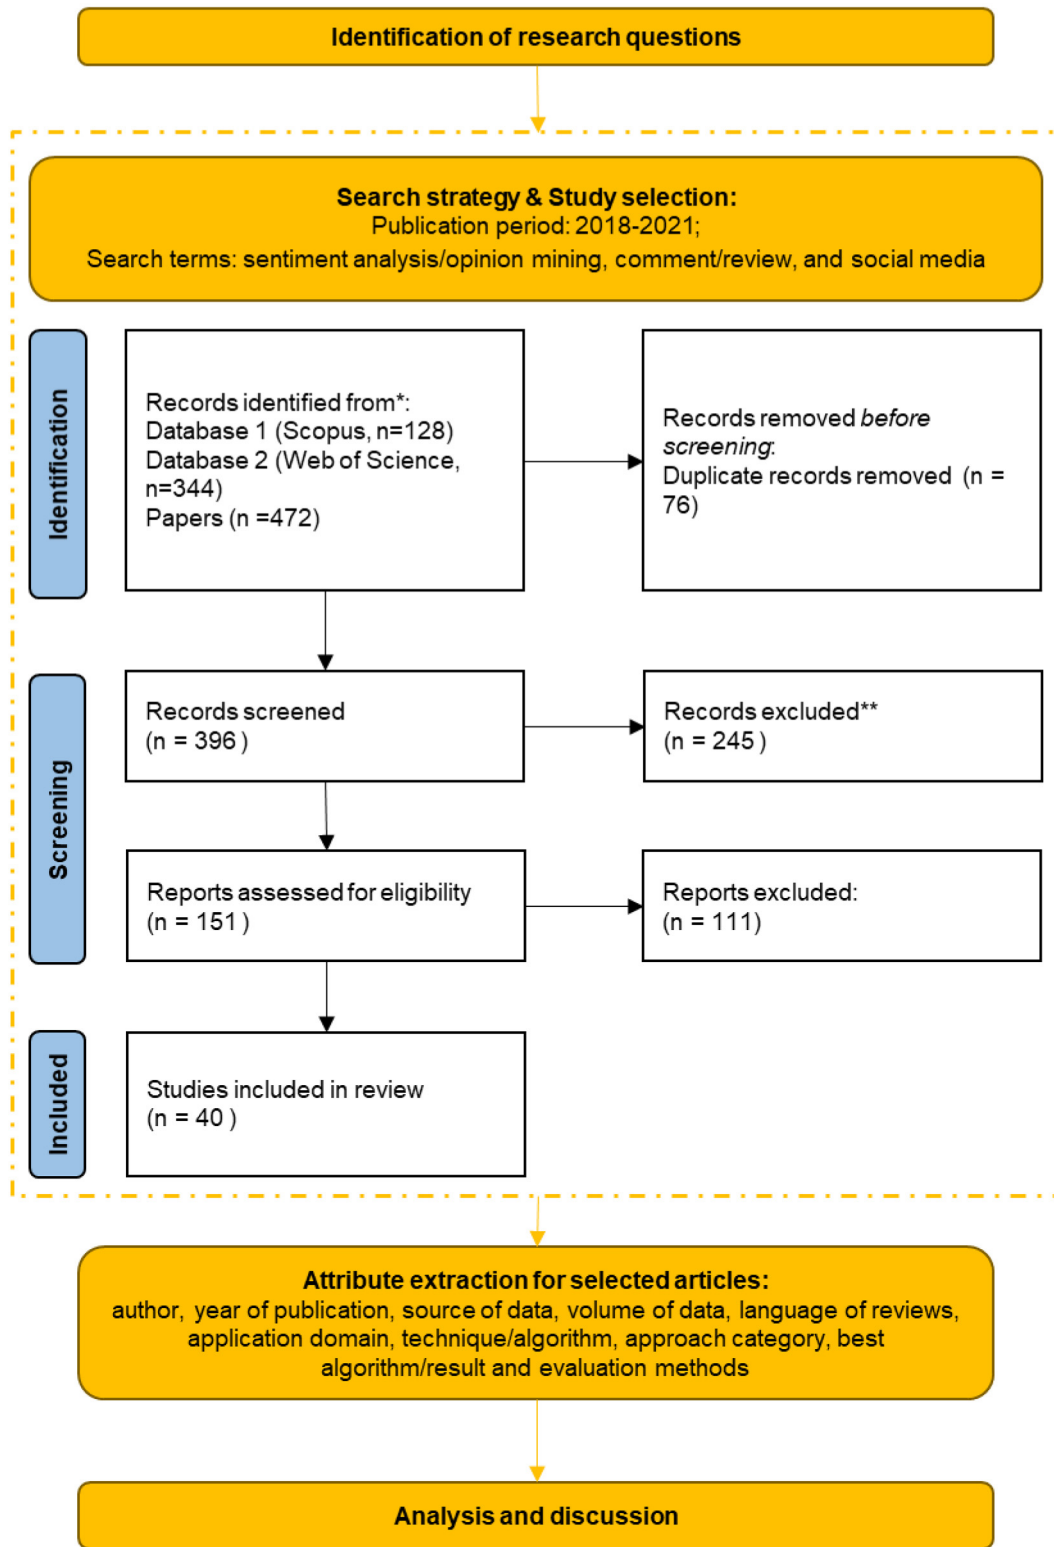 Identification of research questions
Search strategy & Study selection:
Publication period: 2018-2021;
Search terms: sentiment analysis/opinion mining, comment/review, and social media
Identification
Records identified from*:
Database 1 (Scopus, n=128)
Database 2 (Web of Science,
n=344)
Papers (n =472)
Records removed before
screening:
Duplicate records removed (n =
76)
Screening
Records screened
(n = 396 )
Records excluded**
(n = 245 )
Reports assessed for eligibility
(n = 151 )
Reports excluded:
(n = 111)
Included
Studies included in review
(n = 40 )
Attribute extraction for selected articles:
author, year of publication, source of data, volume of data, language of reviews,
application domain, technique/algorithm, approach category, best
algorithm/result and evaluation methods
Analysis and discussion